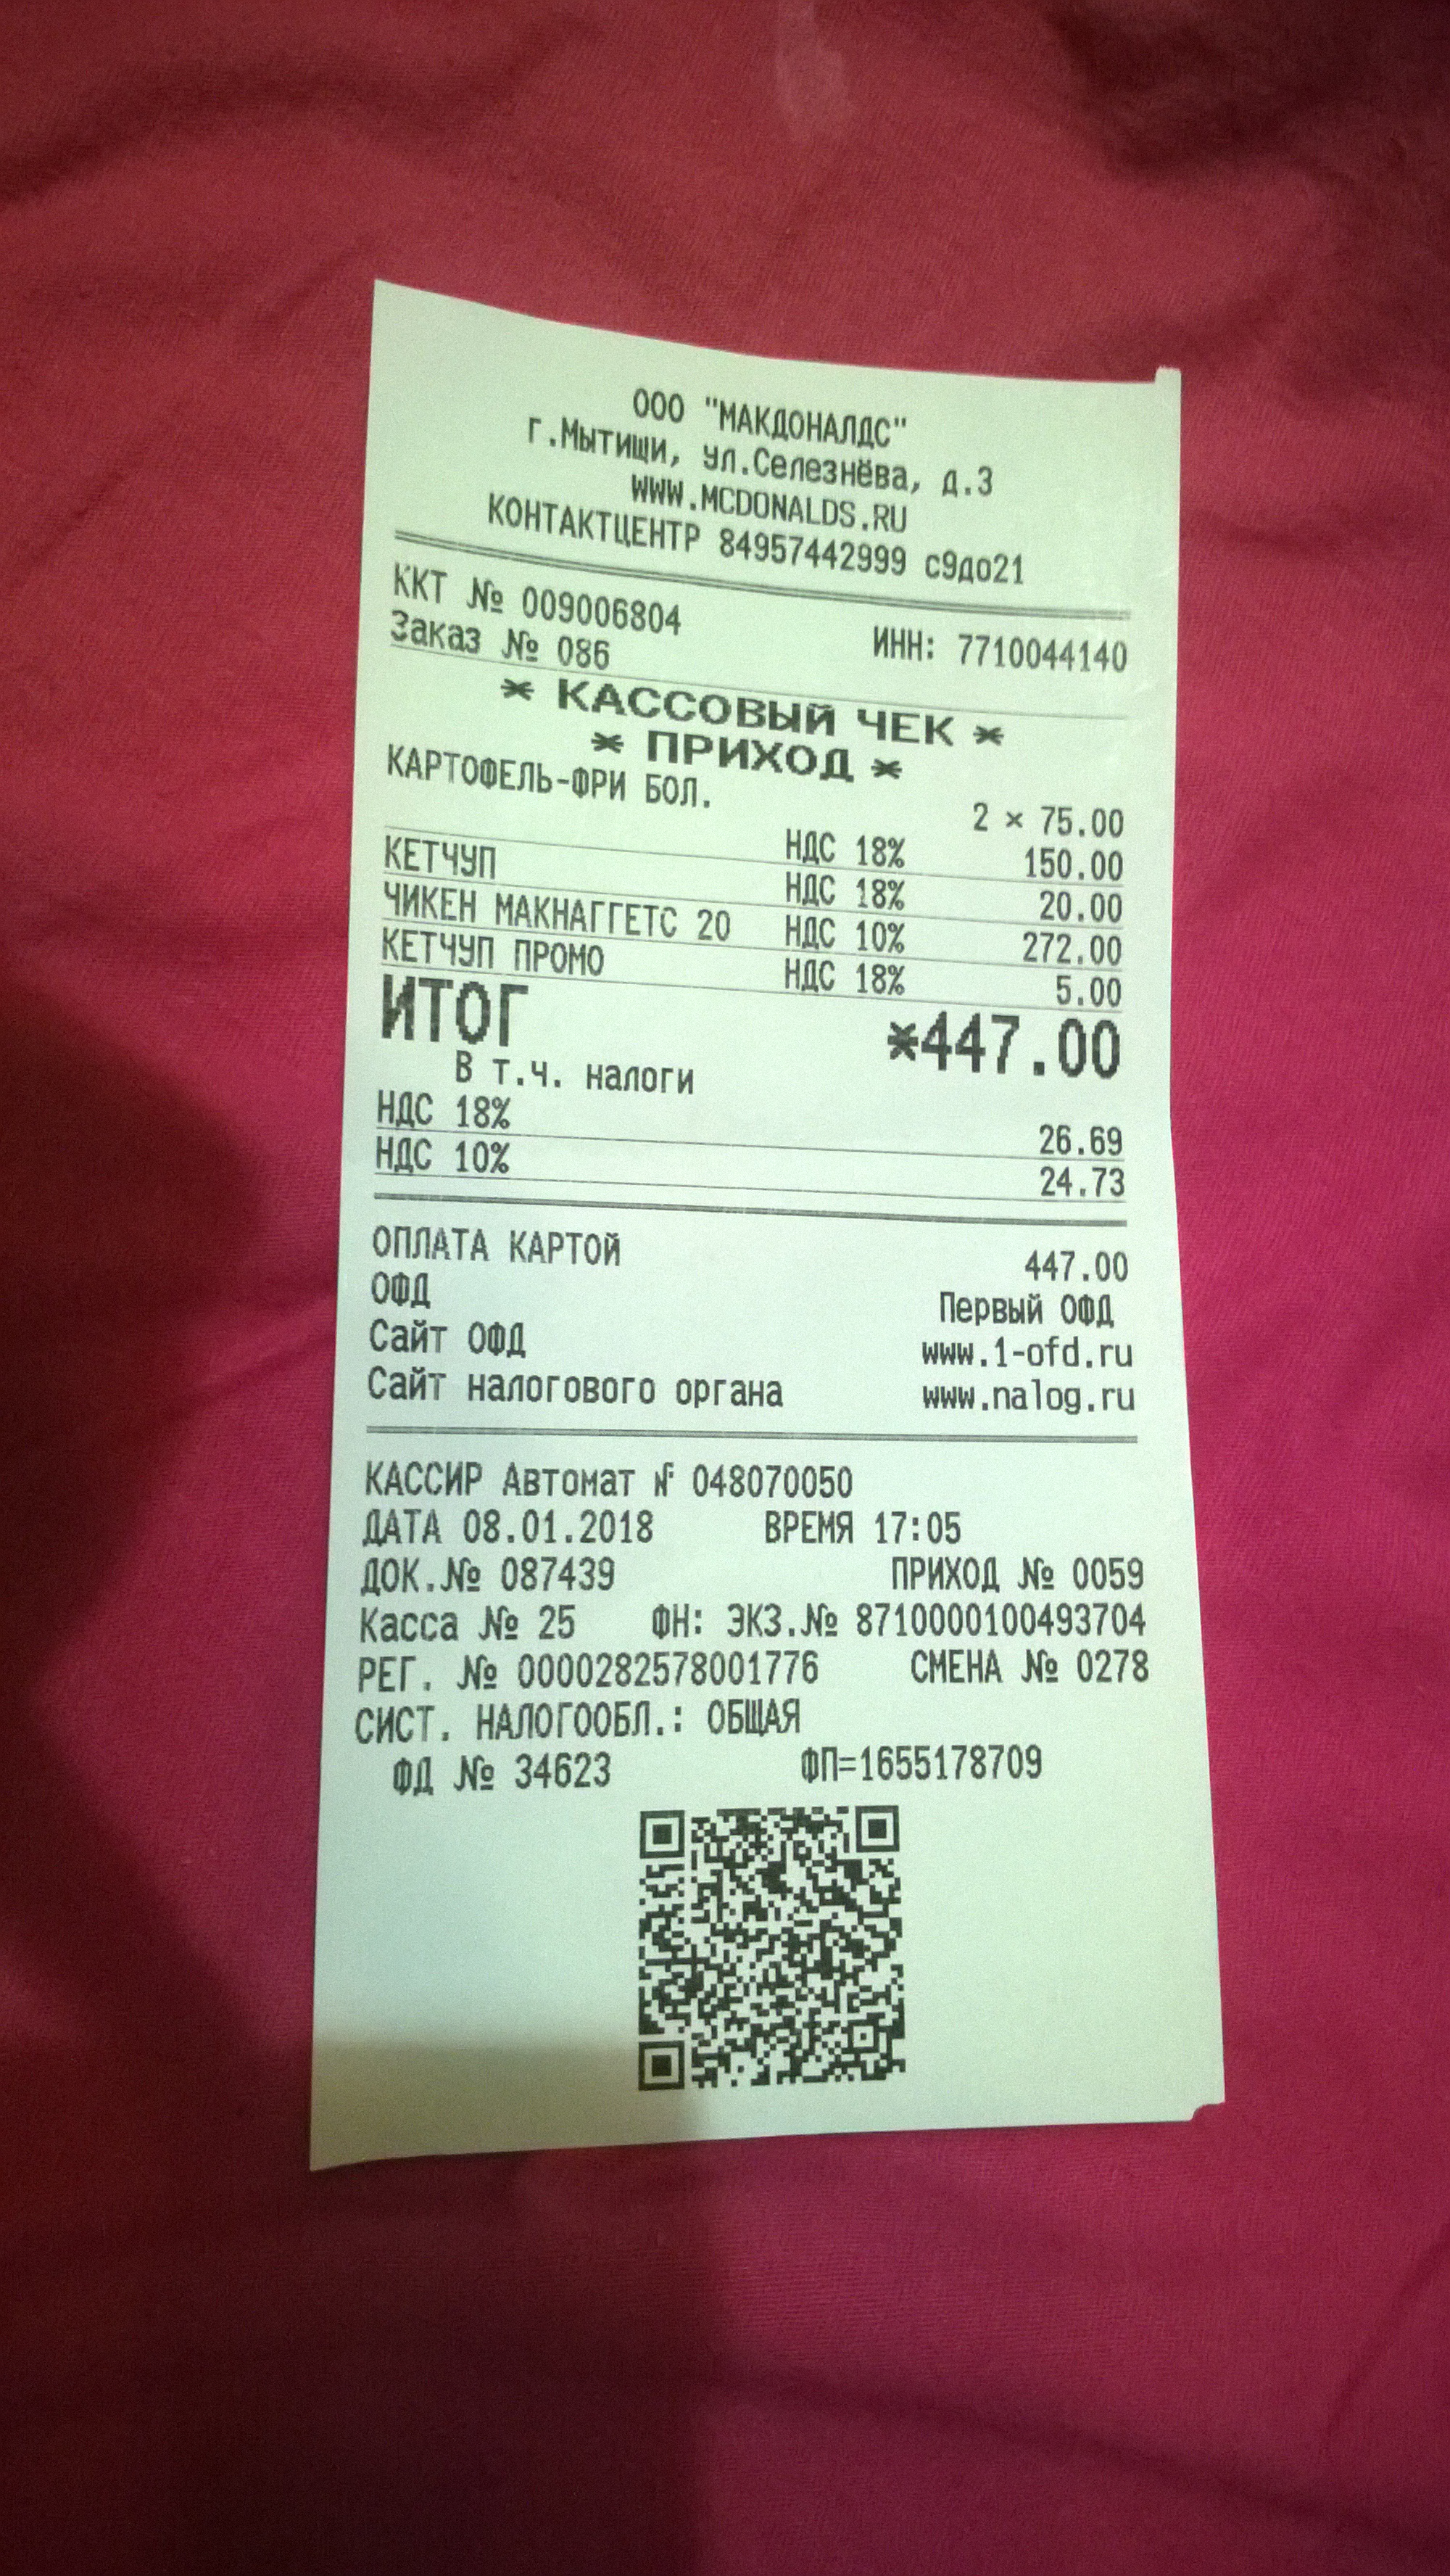 ООО "МАКДОНАЛДС"
г.Мытищи, ул.Селезнёва, д.3
WWW.MCDONALDS.RU
КОНТАКТЦЕНТР 84957442999 с9до21
ККТ № 009006804 ИНН: 7710044140
Заказ № 086
* КАССОВЫЙ ЧЕК *
* ПРИХОД *
КАРТОФЕЛЬ-ФРИ БОЛ.
2 × 75.00
НДС 18% 150.00
КЕТЧУП НДС 18% 20.00
ЧИКЕН МАКНАГГЕТС 20 НДС 10% 272.00
КЕТЧУП ПРОМО НДС 18% 5.00
ИТОГ *447.00
В т.ч. налоги
НДС 18% 26.69
НДС 10% 24.73
ОПЛАТА КАРТОЙ 447.00
ОФД Первый ОФД
Сайт ОФД www.1-ofd.ru
Сайт налогового органа www.nalog.ru
КАССИР Автомат № 048070050
ДАТА 08.01.2018 ВРЕМЯ 17:05
ДОК.№ 087439 ПРИХОД № 0059
Касса № 25 ФН: ЭКЗ.№ 8710000100493704
РЕГ. № 0000282578001776 СМЕНА № 0278
СИСТ. НАЛОГООБЛ.: ОБЩАЯ
ФД № 34623 ФП=1655178709